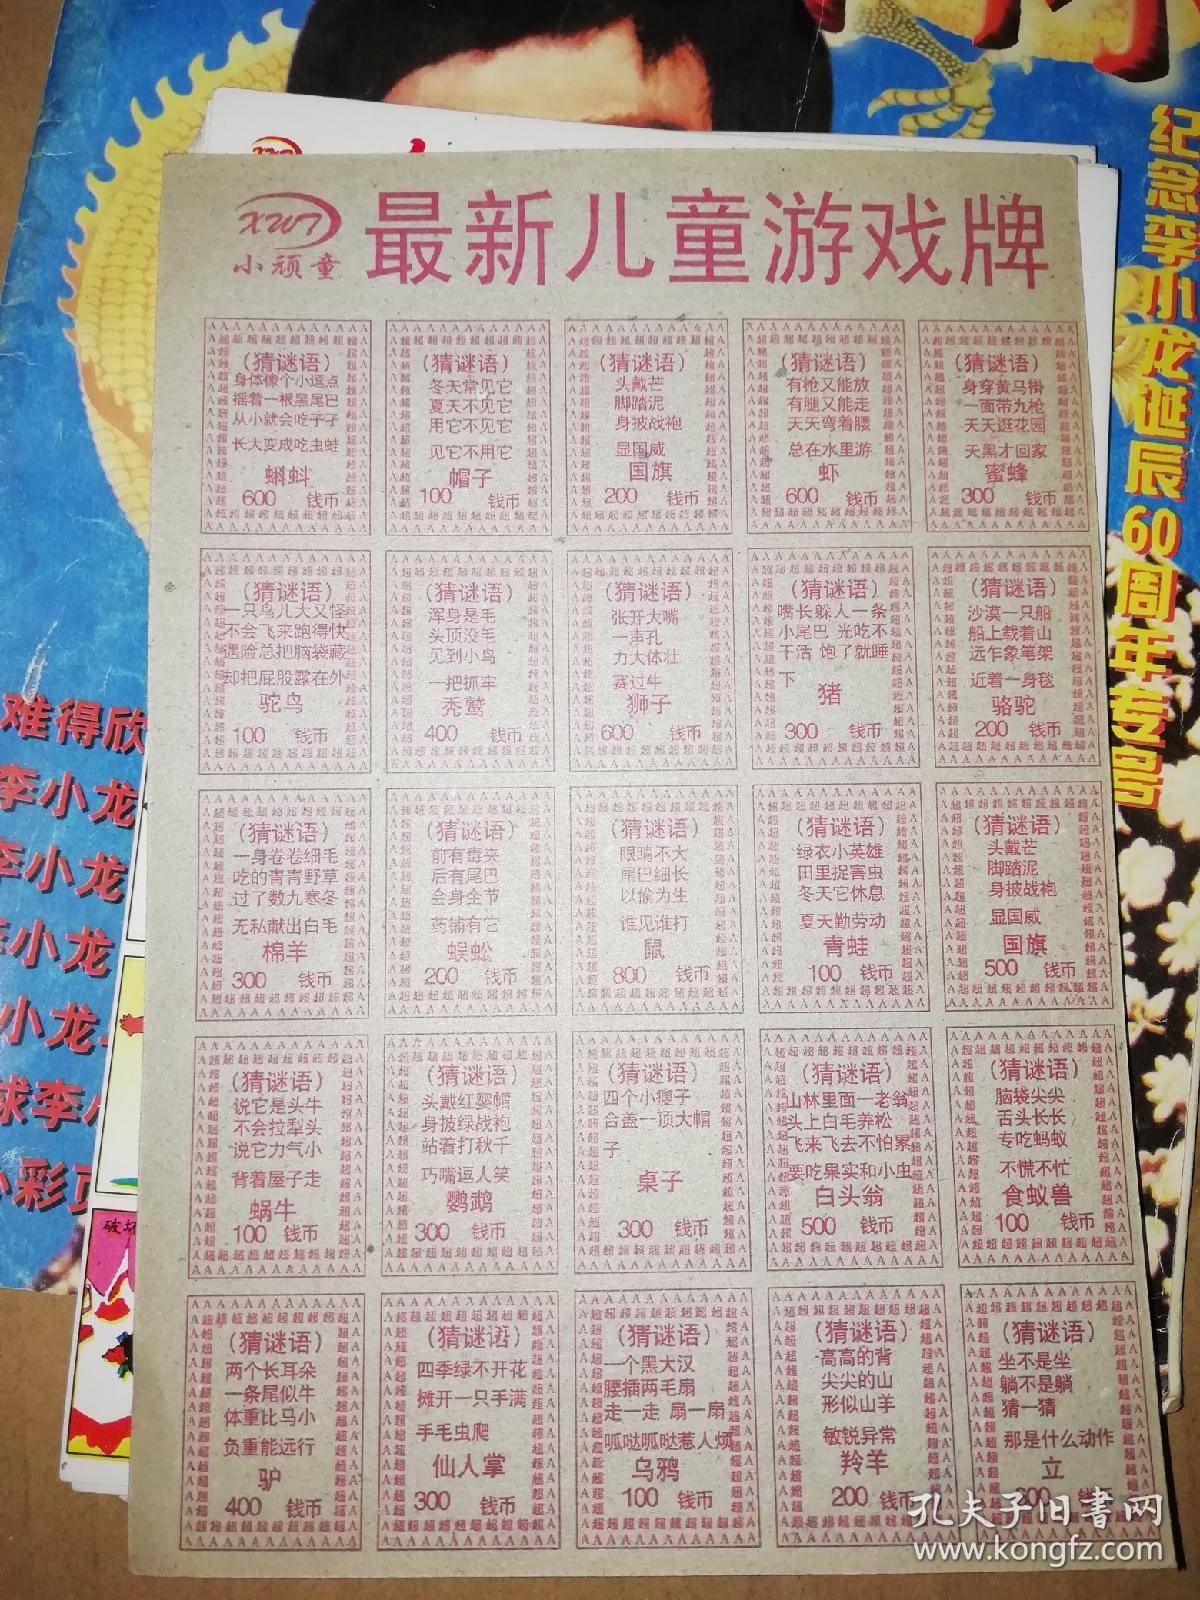 XWT
小顽童
最新儿童游戏牌
(猜谜语)
身体像个小逗点
摇着一根黑尾巴
从小就会吃孑孓
长大变成吃虫蛙
蝌蚪
600 钱币
(猜谜语)
冬天常见它
夏天不见它
用它不见它
见它不用它
帽子
100 钱币
(猜谜语)
头戴芒
脚踏泥
身披战袍
显国威
国旗
200 钱币
(猜谜语)
有枪又能放
有腿又能走
天天弯着腰
总在水里游
虾
600 钱币
(猜谜语)
身穿黄马褂
一面带九枪
天天逛花园
天黑才回家
蜜蜂
300 钱币
(猜谜语)
一只鸟儿大又怪
不会飞来跑得快
遇险总把脑袋藏
却把屁股露在外
驼鸟
100 钱币
(猜谜语)
浑身是毛
头顶没毛
见到小鸟
一把抓牢
秃鹫
400 钱币
(猜谜语)
张开大嘴
一声孔
力大体壮
赛过牛
狮子
600 钱币
(猜谜语)
嘴长躲人一条
小尾巴 光吃不
干活 饱了就睡
下
猪
300 钱币
(猜谜语)
沙漠一只船
船上载着山
远乍象笔架
近着一身毯
骆驼
200 钱币
(猜谜语)
一身卷卷细毛
吃的青青野草
过了数九寒冬
无私献出白毛
棉羊
300 钱币
(猜谜语)
前有毒夹
后有尾巴
会身全节
药铺有它
蜈蚣
200 钱币
(猜谜语)
眼睛不大
尾巴细长
以偷为生
谁见谁打
鼠
800 钱币
(猜谜语)
绿衣小英雄
田里捉害虫
冬天它休息
夏天勤劳动
青蛙
100 钱币
(猜谜语)
头戴芒
脚踏泥
身披战袍
显国威
国旗
500 钱币
(猜谜语)
说它是头牛
不会拉犁头
说它力气小
背着屋子走
蜗牛
100 钱币
(猜谜语)
头戴红婴帽
身披绿战袍
站着打秋千
巧嘴逗人笑
鹦鹉
300 钱币
(猜谜语)
四个小瘦子
合盖一顶大帽
子
桌子
300 钱币
(猜谜语)
山林里面一老翁
头上白毛养松
飞来飞去不怕累
要吃果实和小虫
白头翁
500 钱币
(猜谜语)
脑袋尖尖
舌头长长
专吃蚂蚁
不慌不忙
食蚁兽
100 钱币
(猜谜语)
两个长耳朵
一条尾似牛
体重比马小
负重能远行
驴
400 钱币
(猜谜语)
四季绿不开花
摊开一只手满
手毛虫爬
仙人掌
300 钱币
(猜谜语)
一个黑大汉
腰插两毛扇
走一走 扇一扇
呱哒呱哒惹人烦
乌鸦
100 钱币
(猜谜语)
高高的背
尖尖的山
形似山羊
敏锐异常
羚羊
200 钱币
(猜谜语)
坐不是坐
躺不是躺
猜一猜
那是什么动作
立
600 钱币
纪念李小龙诞辰60周年专号
难得欣
李小龙
李小龙
小龙
小龙
球李小
彩页
破坏
孔夫子旧书网
www.kongfz.com